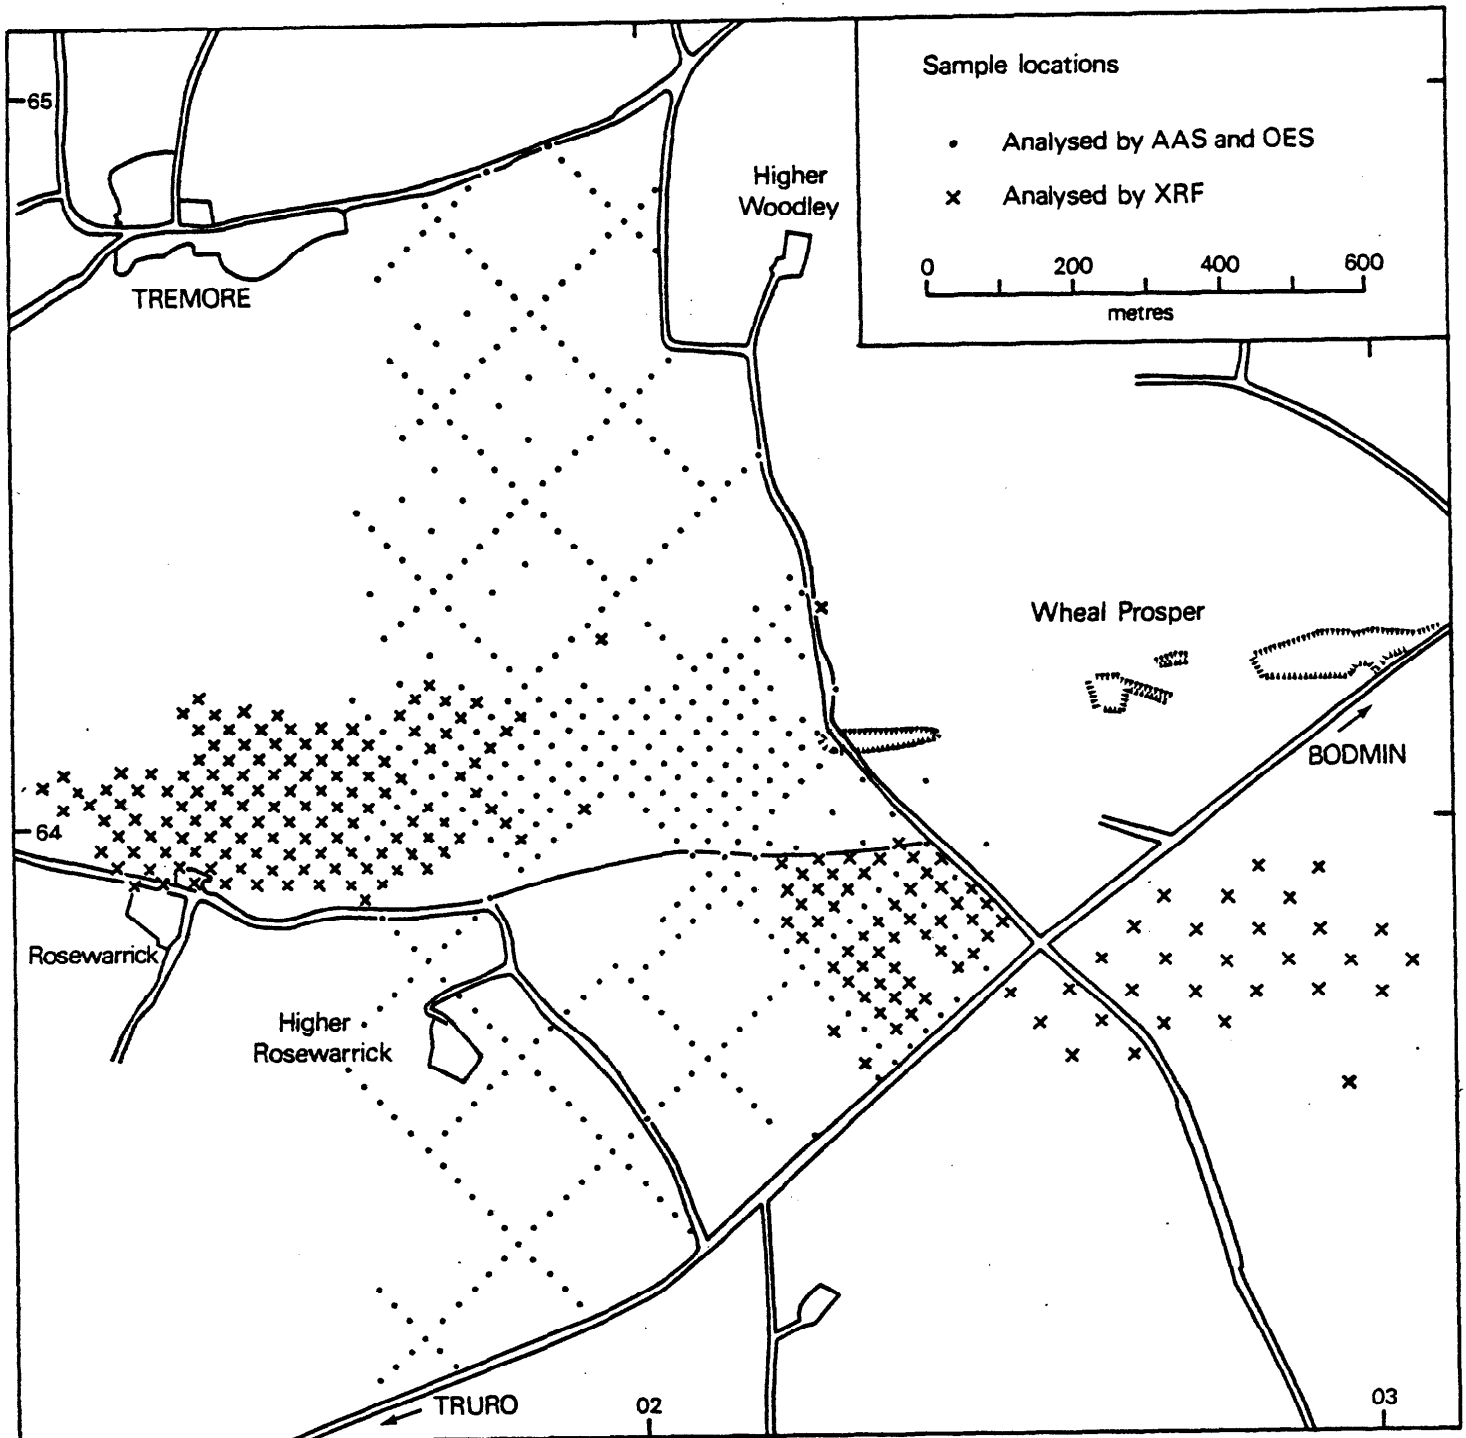 Sample locations
Analysed by AAS and OES
Analysed by XRF
0 200 400 600
metres
65
Higher
Woodley
TREMORE
Wheal Prosper
BODMIN
64
Rosewarrick
Higher
Rosewarrick
TRURO
02
03